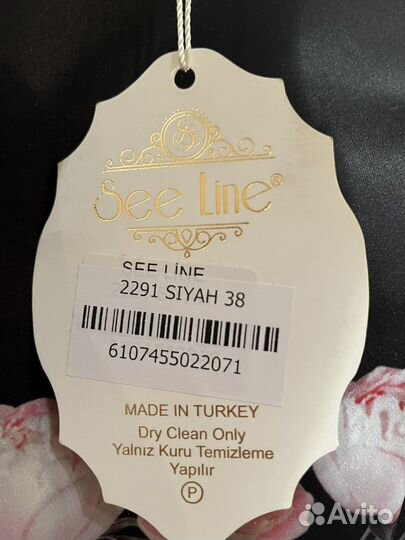 S
See Line®
SEE LİNE
2291 SIYAH 38
6107455022071
MADE IN TURKEY
Dry Clean Only
Yalnız Kuru Temizleme
Yapılır
P
Avito